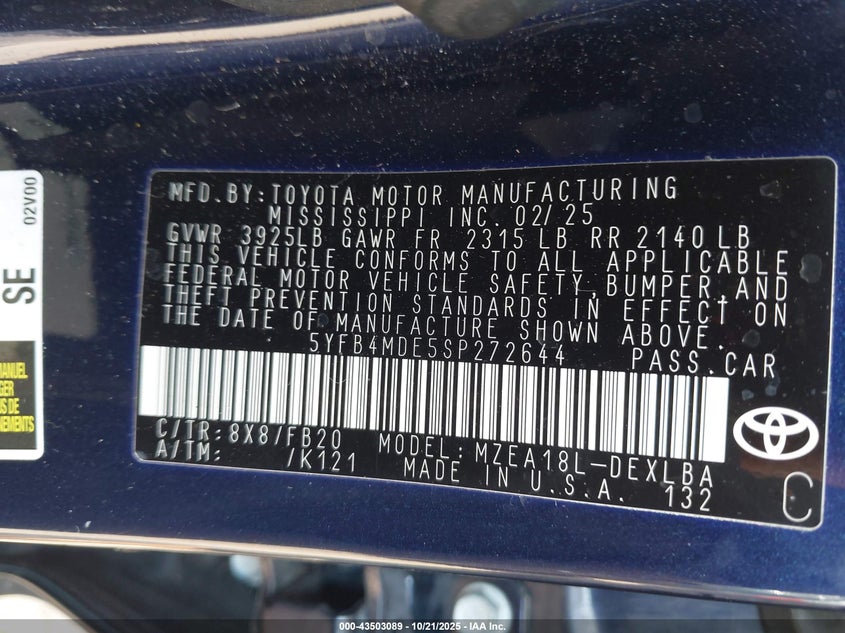 MFD. BY: TOYOTA MOTOR MANUFACTURING
MISSISSIPPI INC. 02/25
GVWR 3925LB GAWR FR 2315 LB RR 2140 LB
THIS VEHICLE CONFORMS TO ALL APPLICABLE
FEDERAL MOTOR VEHICLE SAFETY, BUMPER, AND
THEFT PREVENTION STANDARDS IN EFFECT ON
THE DATE OF MANUFACTURE SHOWN ABOVE.
5YFB4MDE5SP272644 PASS. CAR
C/TR: 8X8/FB20 MODEL: MZEA18L-DEXLBA
A/TM: /K121 MADE IN U.S.A. 132
C
02V00
SE
MANUEL
000-43503089 - 10/21/2025 - IAA Inc.